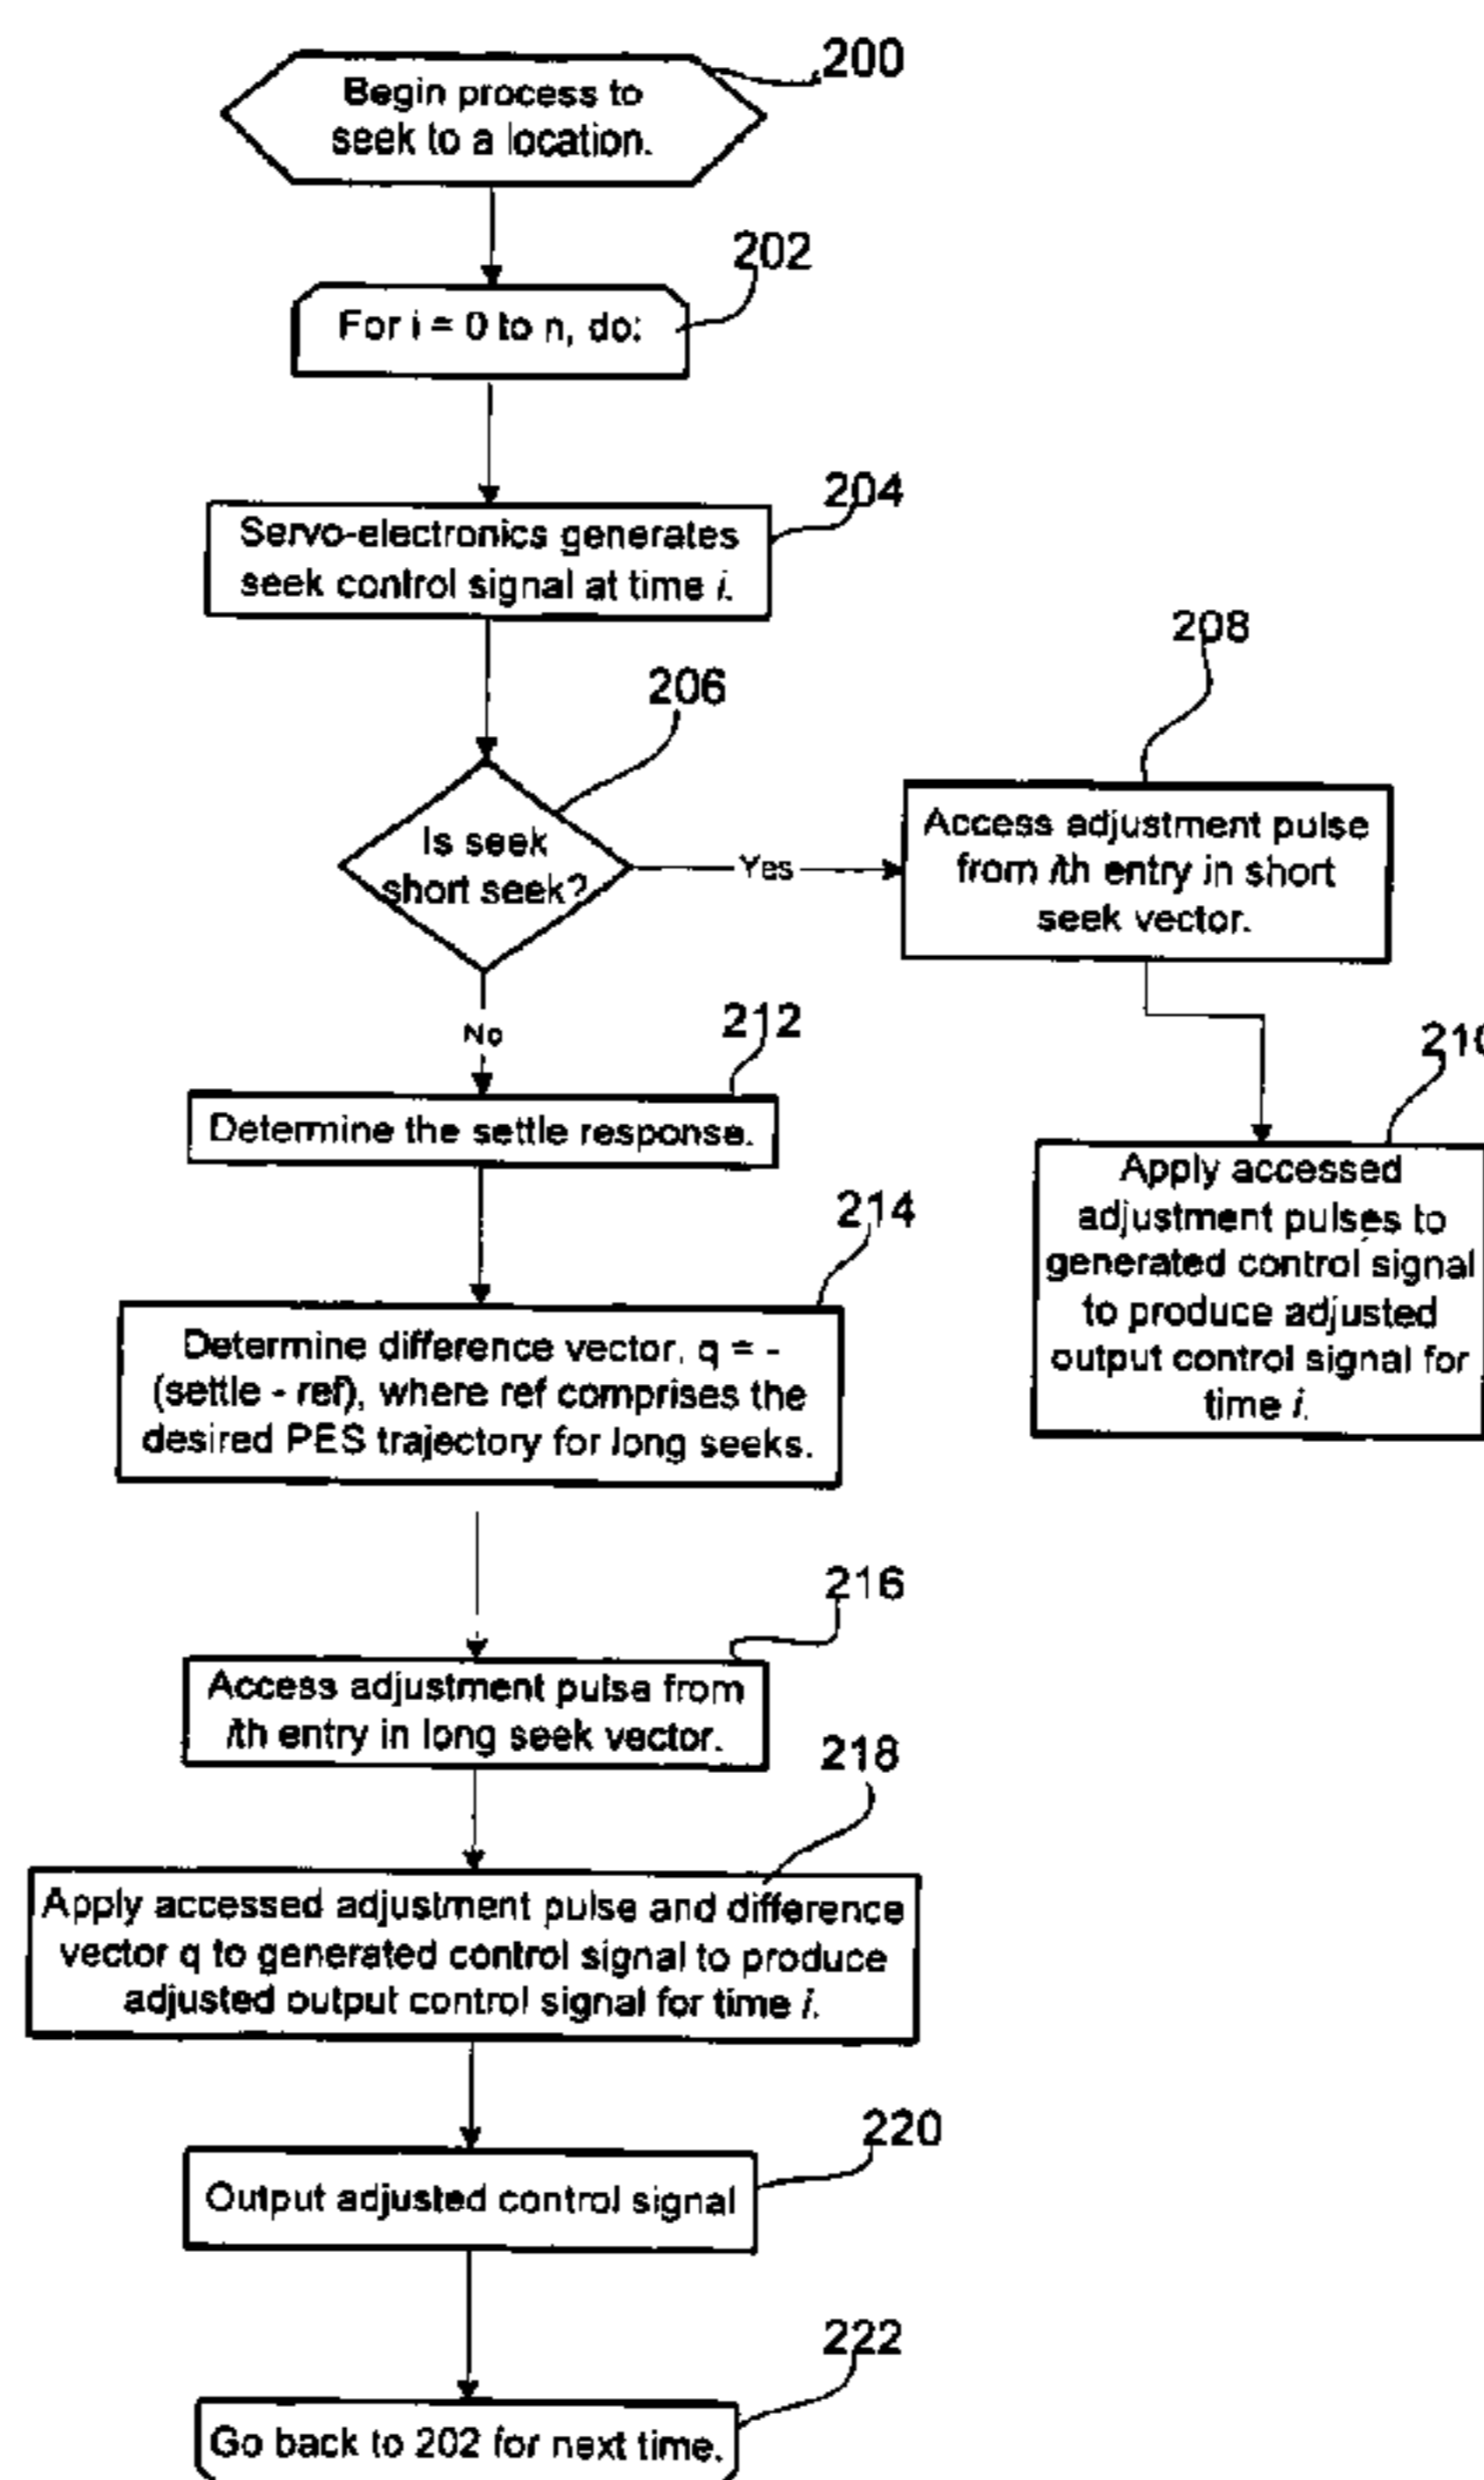 200
Begin process to
seek to a location.
202
For i = 0 to n, do:
204
Servo-electronics generates
seek control signal at time i.
206
Is seek
short seek?
Yes
208
Access adjustment pulse
from ith entry in short
seek vector.
210
Apply accessed
adjustment pulses to
generated control signal
to produce adjusted
output control signal for
time i.
No
212
Determine the settle response.
214
Determine difference vector, q = -
(settle - ref), where ref comprises the
desired PES trajectory for long seeks.
216
Access adjustment pulse from
ith entry in long seek vector.
218
Apply accessed adjustment pulse and difference
vector q to generated control signal to produce
adjusted output control signal for time i.
220
Output adjusted control signal
222
Go back to 202 for next time.